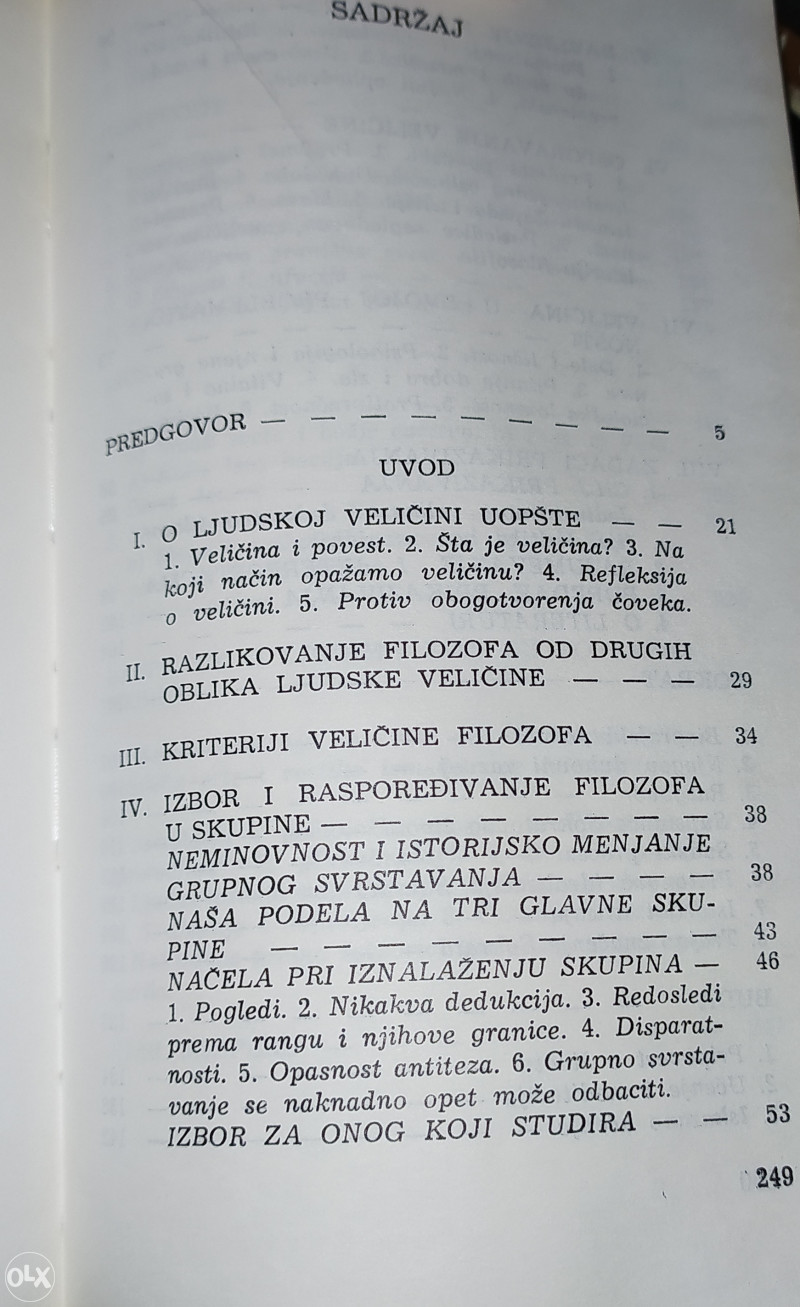 SADRŽAJ
PREDGOVOR — — — — — — — — — 5
UVOD
I. O LJUDSKOJ VELIČINI UOPŠTE — — 21
1. Veličina i povest. 2. Šta je veličina? 3. Na
koji način opažamo veličinu? 4. Refleksija
o veličini. 5. Protiv obogotvorenja čoveka.
II. RAZLIKOVANJE FILOZOFA OD DRUGIH
OBLIKA LJUDSKE VELIČINE — — — 29
III. KRITERIJI VELIČINE FILOZOFA — — 34
IV. IZBOR I RASPOREĐIVANJE FILOZOFA
U SKUPINE — — — — — — — — 38
NEMINOVNOST I ISTORIJSKO MENJANJE
GRUPNOG SVRSTAVANJA — — — — 38
NAŠA PODELA NA TRI GLAVNE SKU-
PINE — — — — — — — — — 43
NAČELA PRI IZNALAŽENJU SKUPINA — 46
1. Pogledi. 2. Nikakva dedukcija. 3. Redosledi
prema rangu i njihove granice. 4. Disparat-
nosti. 5. Opasnost antiteza. 6. Grupno svrsta-
vanje se naknadno opet može odbaciti.
IZBOR ZA ONOG KOJI STUDIRA — — 53
249
OLX